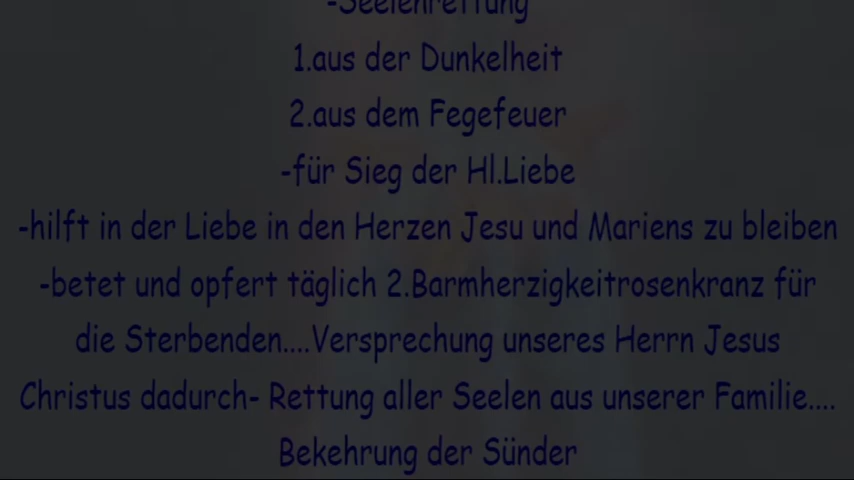 -Seelenrettung
1.aus der Dunkelheit
2.aus dem Fegefeuer
-für Sieg der Hl.Liebe
-hilft in der Liebe in den Herzen Jesu und Mariens zu bleiben
-betet und opfert täglich 2.Barmherzigkeitrosenkranz für
die Sterbenden....Versprechung unseres Herrn Jesus
Christus dadurch- Rettung aller Seelen aus unserer Familie....
Bekehrung der Sünder